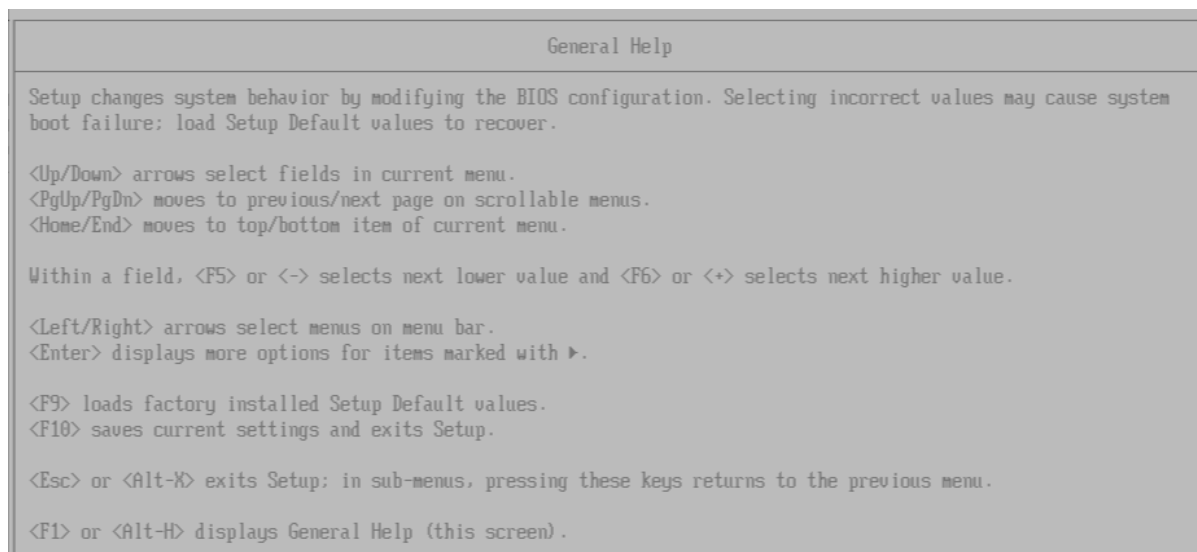 General Help
Setup changes system behavior by modifying the BIOS configuration. Selecting incorrect values may cause system
boot failure; load Setup Default values to recover.
<Up/Down> arrows select fields in current menu.
<PgUp/PgDn> moves to previous/next page on scrollable menus.
<Home/End> moves to top/bottom item of current menu.
Within a field, <F5> or <-> selects next lower value and <F6> or <+> selects next higher value.
<Left/Right> arrows select menus on menu bar.
<Enter> displays more options for items marked with ▶.
<F9> loads factory installed Setup Default values.
<F10> saves current settings and exits Setup.
<Esc> or <Alt-X> exits Setup; in sub-menus, pressing these keys returns to the previous menu.
<F1> or <Alt-H> displays General Help (this screen).